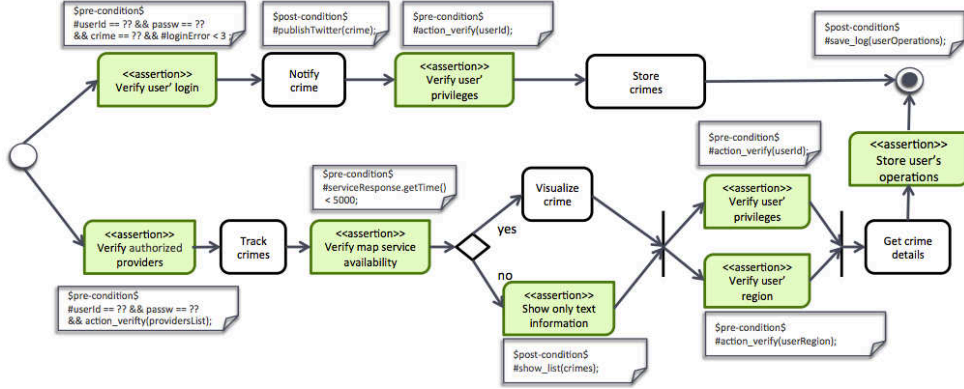 $pre-condition$
#userId == ?? && passw == ??
&& crime == ?? && #loginError < 3 ;
$post-condition$
#publishTwitter(crime);
$pre-condition$
#action_verify(userId);
$post-condition$
#save_log(userOperations);
<<assertion>>
Verify user' login
Notify
crime
<<assertion>>
Verify user'
privileges
Store
crimes
<<assertion>>
Store user's
operations
$pre-condition$
#serviceResponse.getTime()
< 5000;
Visualize
crime
$pre-condition$
#action_verify(userId);
<<assertion>>
Verify user'
privileges
<<assertion>>
Verify authorized
providers
Track
crimes
<<assertion>>
Verify map service
availability
yes
no
Get crime
details
<<assertion>>
Show only text
information
<<assertion>>
Verify user'
region
$pre-condition$
#userId == ?? && passw == ??
&& action_verifty(providersList);
$post-condition$
#show_list(crimes);
$pre-condition$
#action_verify(userRegion);